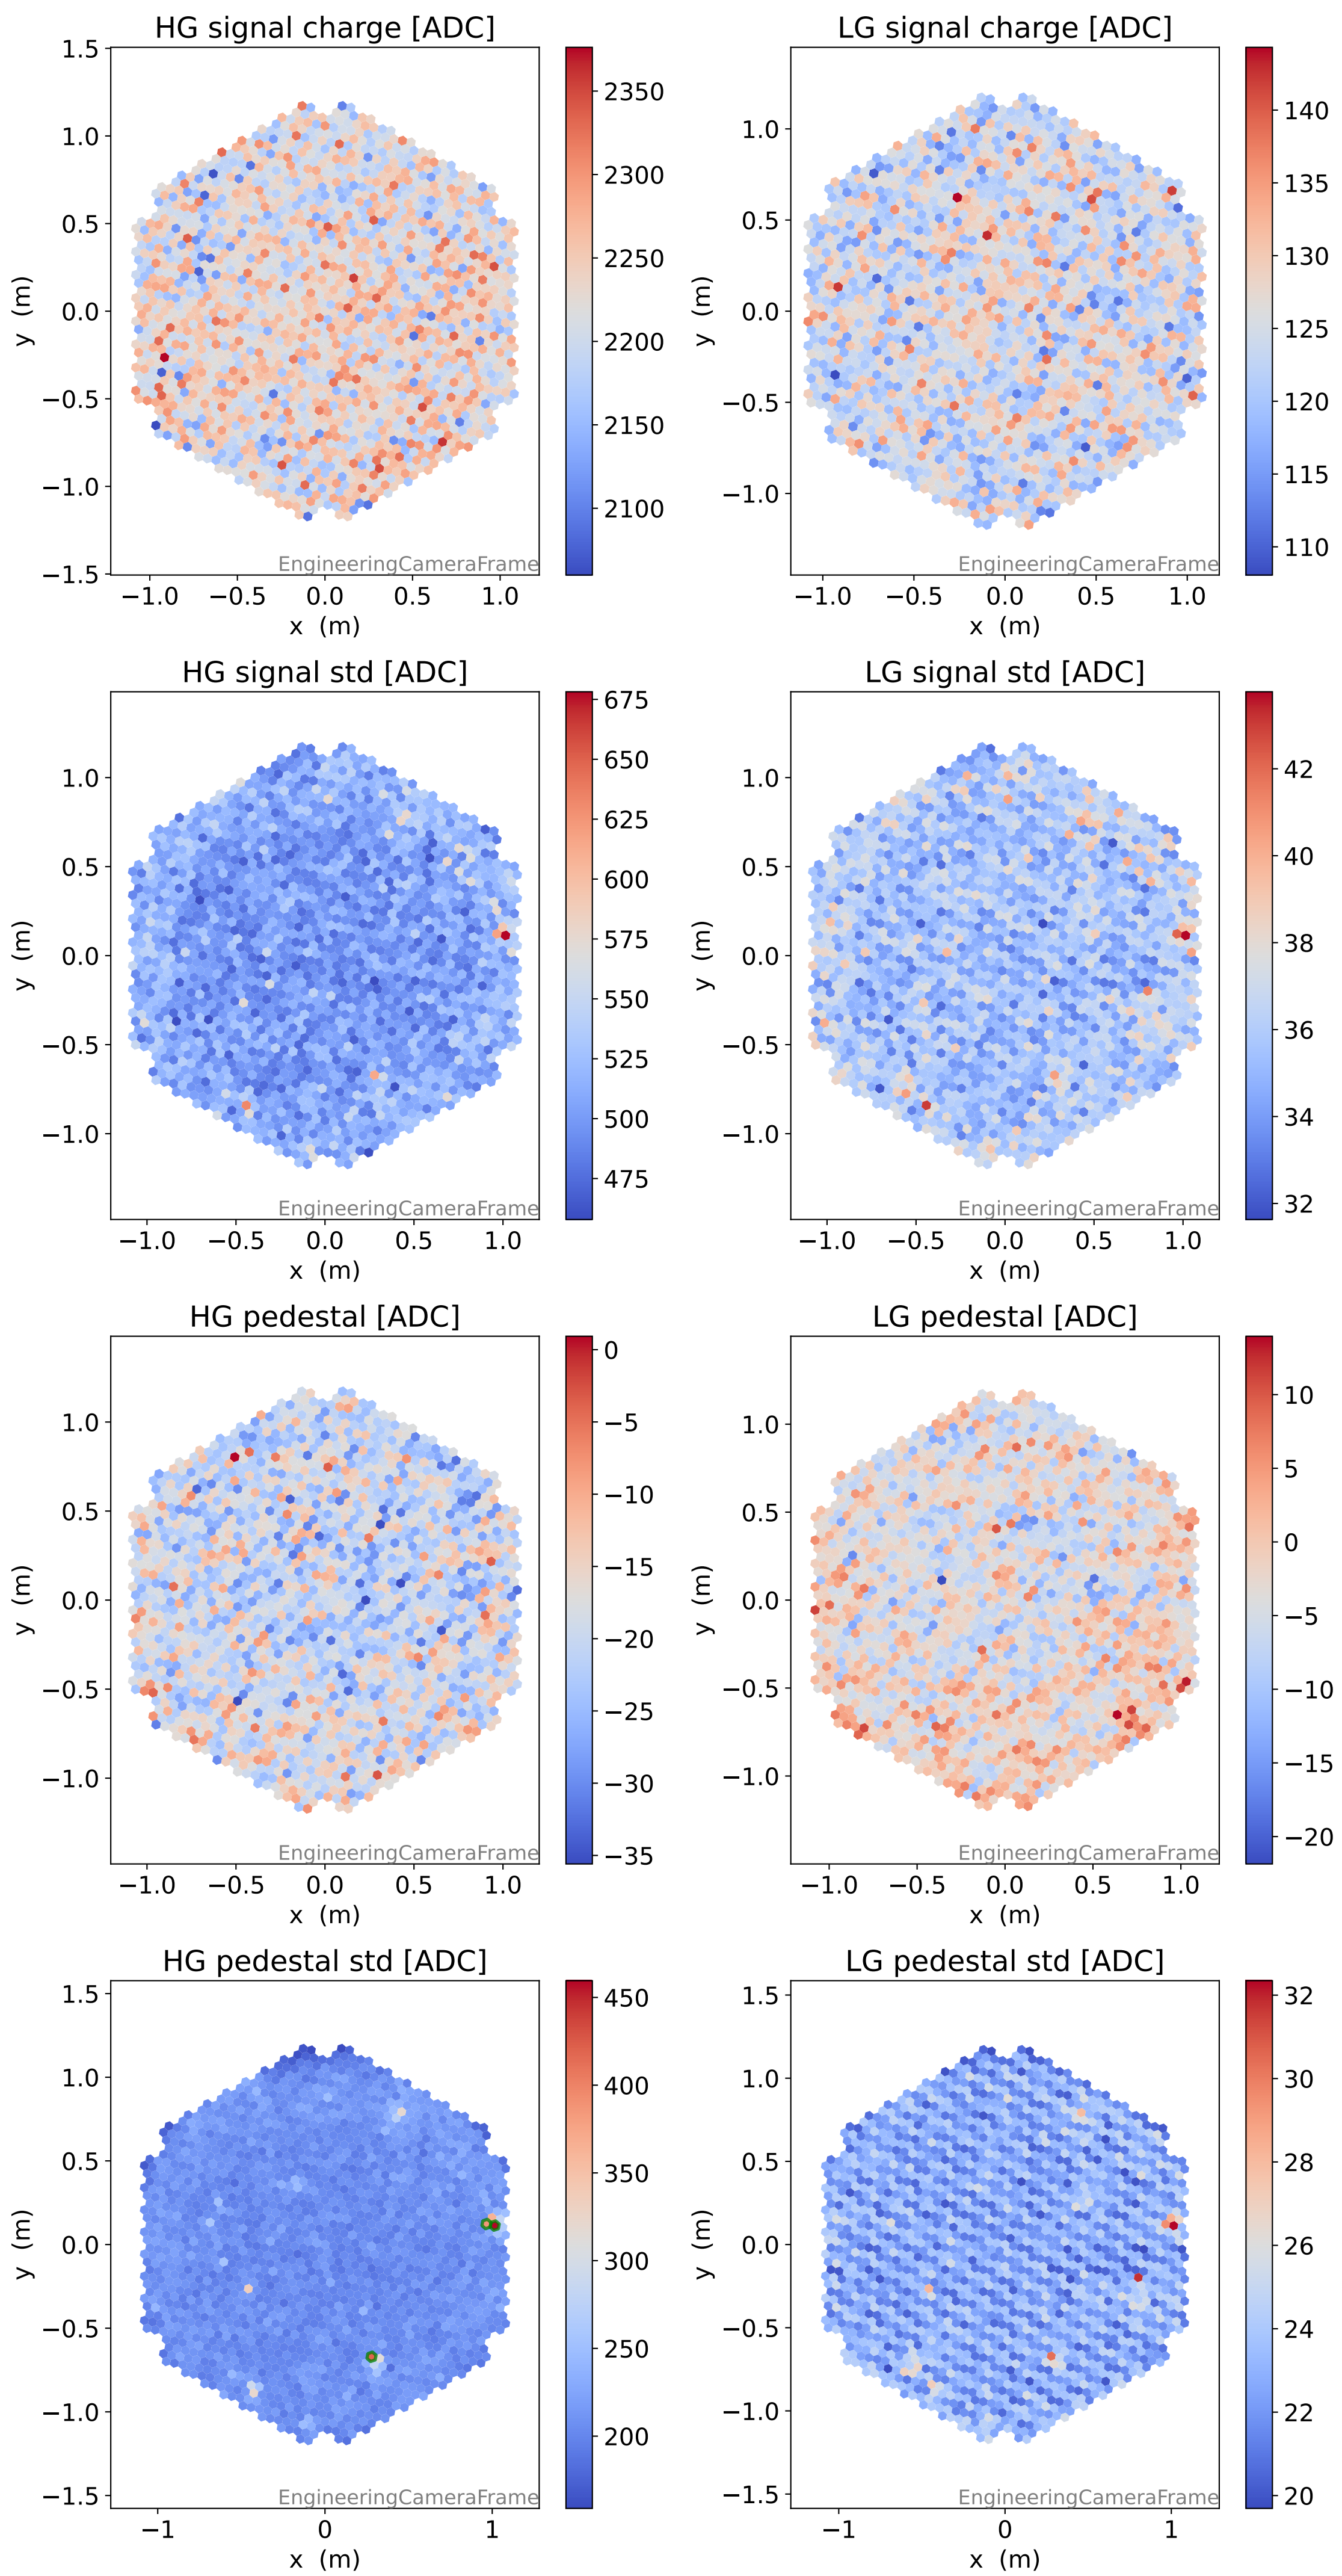 HG signal charge [ADC]
1.5
1.0
0.5
0.0
−0.5
−1.0
−1.5
y (m)
−1.0 −0.5 0.0 0.5 1.0
x (m)
EngineeringCameraFrame
2350
2300
2250
2200
2150
2100
LG signal charge [ADC]
1.0
0.5
0.0
−0.5
−1.0
y (m)
−1.0 −0.5 0.0 0.5 1.0
x (m)
EngineeringCameraFrame
140
135
130
125
120
115
110
HG signal std [ADC]
1.0
0.5
0.0
−0.5
−1.0
y (m)
−1.0 −0.5 0.0 0.5 1.0
x (m)
EngineeringCameraFrame
675
650
625
600
575
550
525
500
475
LG signal std [ADC]
1.0
0.5
0.0
−0.5
−1.0
y (m)
−1.0 −0.5 0.0 0.5 1.0
x (m)
EngineeringCameraFrame
42
40
38
36
34
32
HG pedestal [ADC]
1.0
0.5
0.0
−0.5
−1.0
y (m)
−1.0 −0.5 0.0 0.5 1.0
x (m)
EngineeringCameraFrame
0
−5
−10
−15
−20
−25
−30
−35
LG pedestal [ADC]
1.0
0.5
0.0
−0.5
−1.0
y (m)
−1.0 −0.5 0.0 0.5 1.0
x (m)
EngineeringCameraFrame
10
5
0
−5
−10
−15
−20
HG pedestal std [ADC]
1.5
1.0
0.5
0.0
−0.5
−1.0
−1.5
y (m)
−1 0 1
x (m)
EngineeringCameraFrame
450
400
350
300
250
200
LG pedestal std [ADC]
1.5
1.0
0.5
0.0
−0.5
−1.0
−1.5
y (m)
−1 0 1
x (m)
EngineeringCameraFrame
32
30
28
26
24
22
20